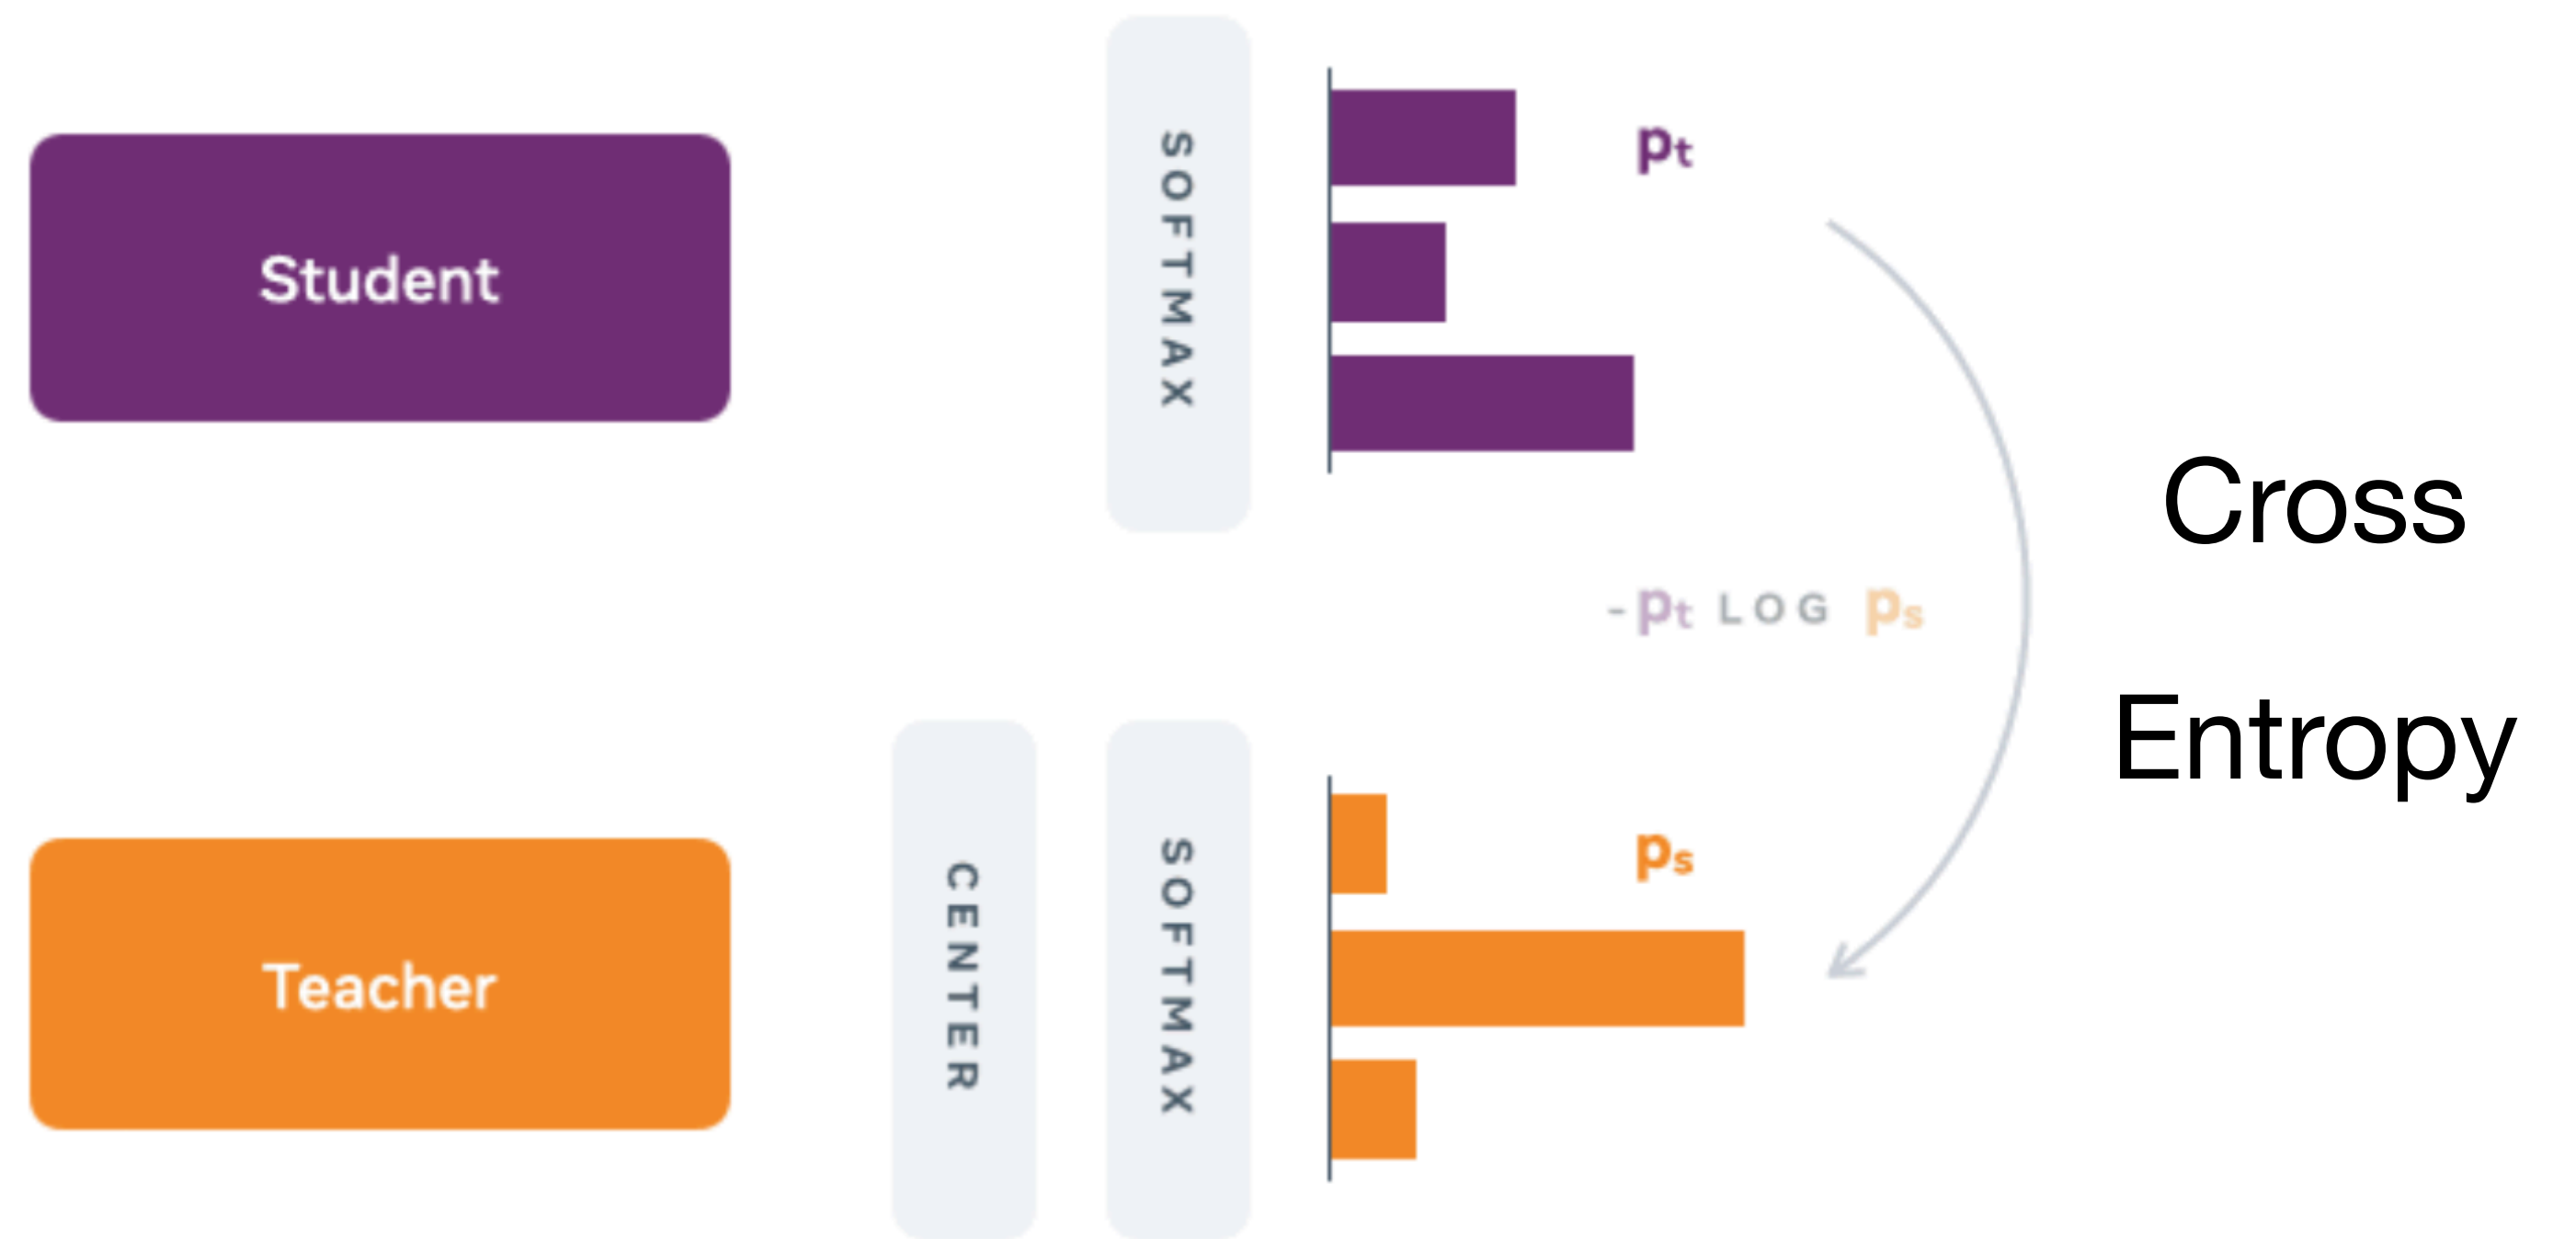 Student
SOFTMAX
pt
Cross
Entropy
-pt LOG ps
Teacher
CENTER
SOFTMAX
ps